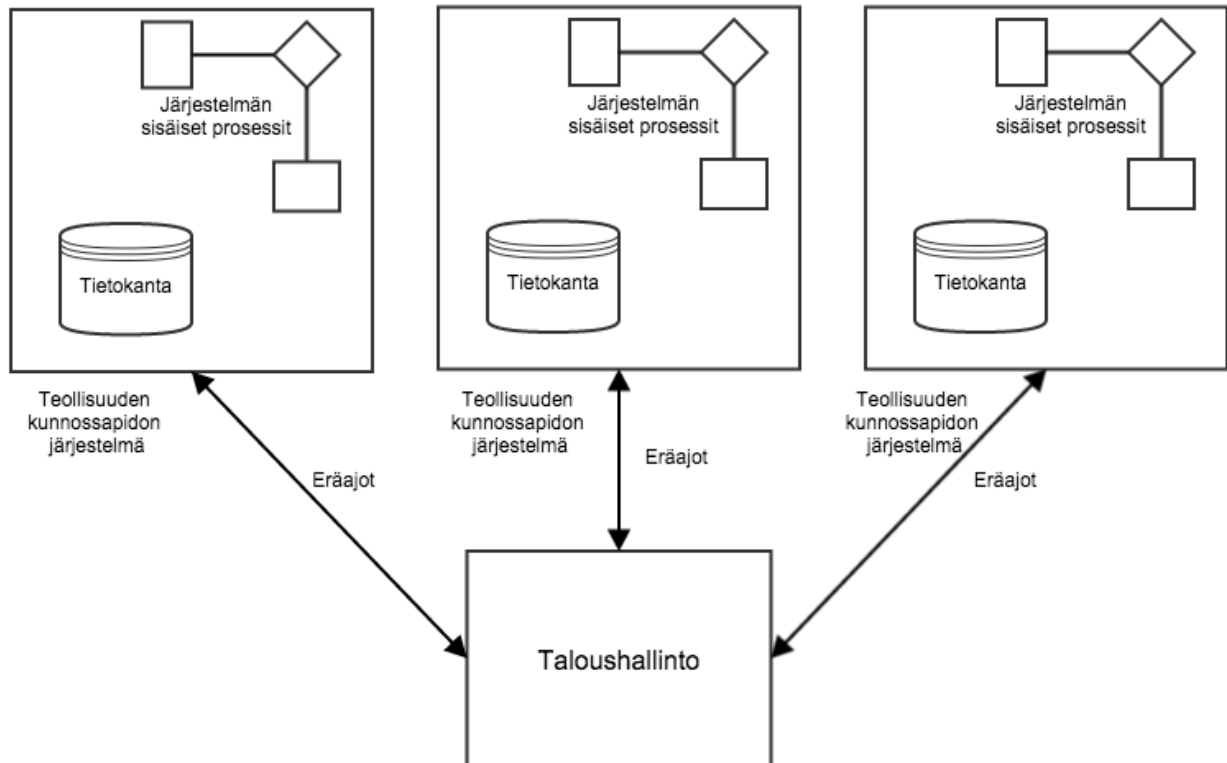 Järjestelmän
sisäiset prosessit
Tietokanta
Teollisuuden
kunnossapidon
järjestelmä
Järjestelmän
sisäiset prosessit
Tietokanta
Teollisuuden
kunnossapidon
järjestelmä
Järjestelmän
sisäiset prosessit
Tietokanta
Teollisuuden
kunnossapidon
järjestelmä
Eräajot
Eräajot
Eräajot
Taloushallinto